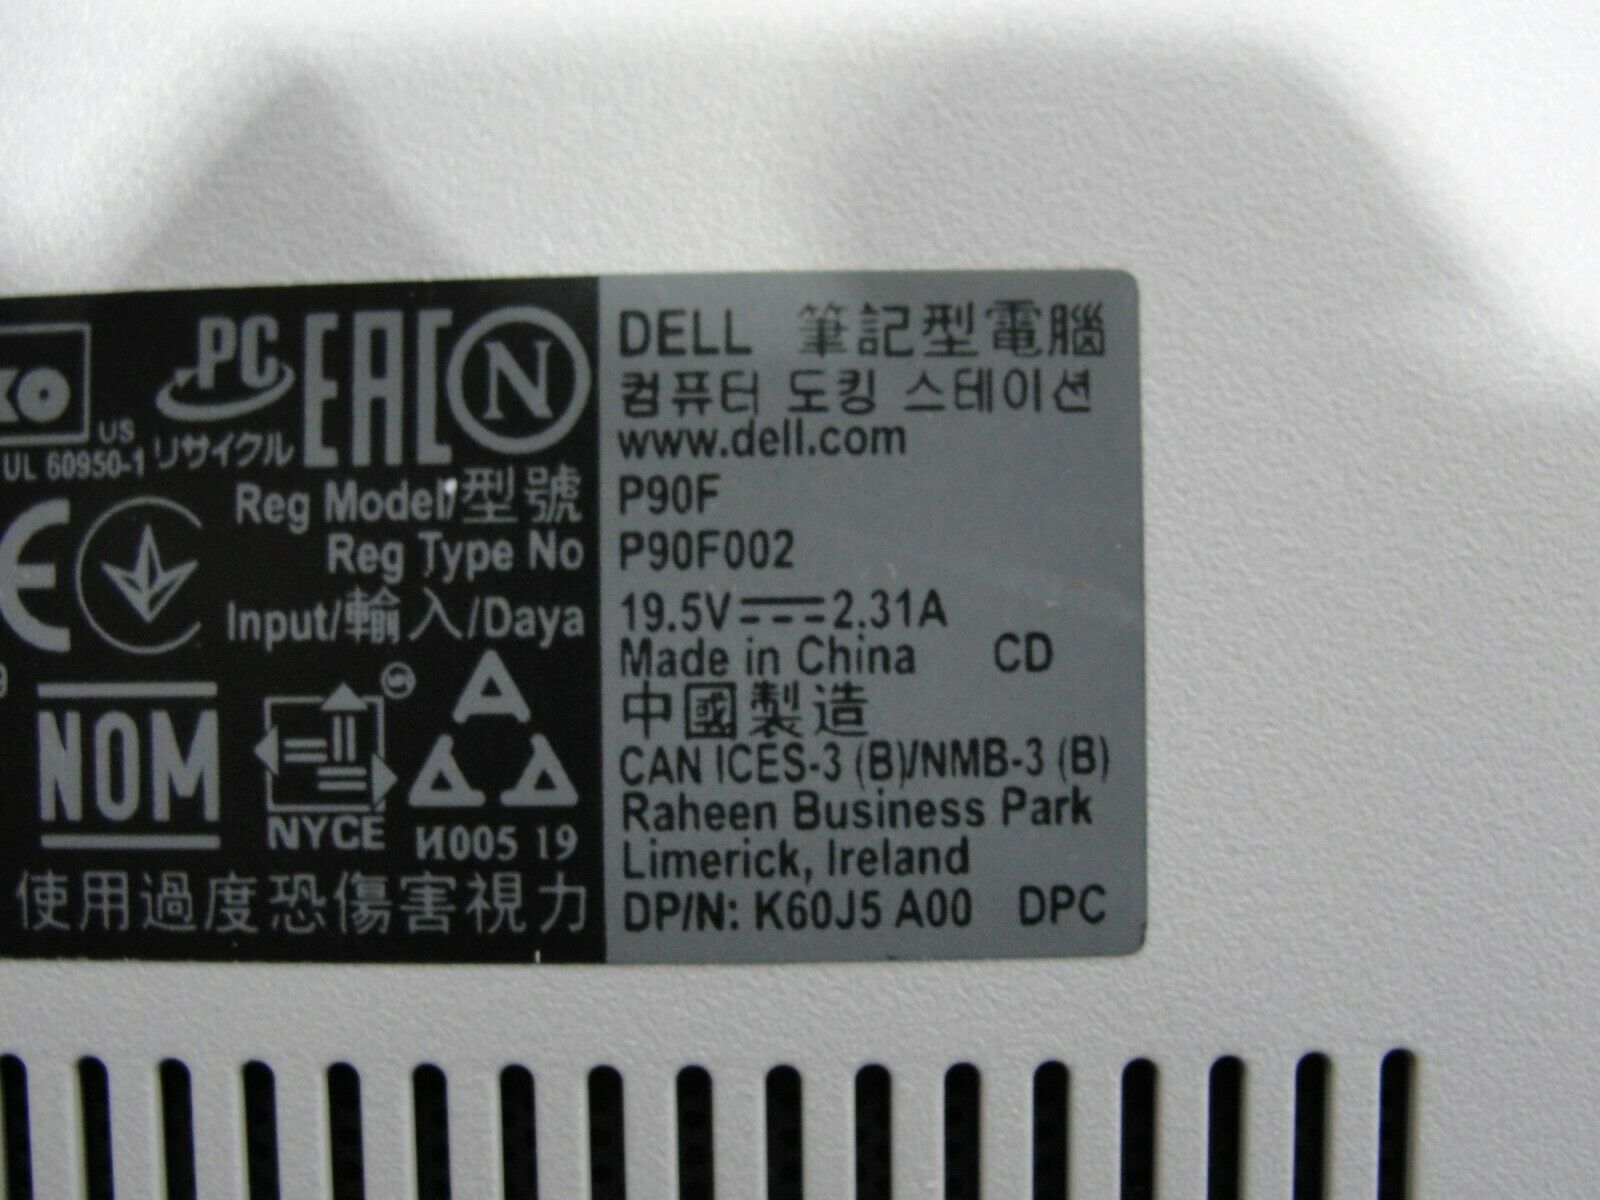 KO
US
UL 60950-1
PC
リサイクル
EAC
N
Reg Model/型號
Reg Type No
Input/輸入/Daya
CE
NOM
NYCE
И005 19
使用過度恐傷害視力
DELL 筆記型電腦
컴퓨터 도킹 스테이션
www.dell.com
P90F
P90F002
19.5V 2.31A
Made in China CD
中國製造
CAN ICES-3 (B)/NMB-3 (B)
Raheen Business Park
Limerick, Ireland
DP/N: K60J5 A00 DPC